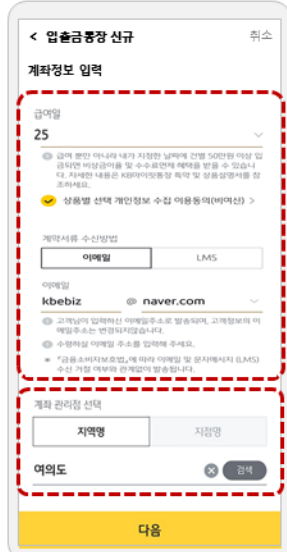 < 입출금통장 신규 취소
계좌정보 입력
급여일
25
급여 뿐만 아니라 내가 지정한 날짜에 건별 50만원 이상 입
금되면 비상금이율 및 수수료면제 혜택을 받을 수 있습니
다. 자세한 내용은 KB마이핏통장 특약 및 상품설명서를 참
조하세요.
상품별 선택 개인정보 수집 이용동의(비여신) >
계약서류 수신방법
이메일 LMS
이메일
kbebiz @ naver.com
고객님이 입력하신 이메일주소로 발송되며, 고객정보의 이
메일주소는 변경되지않습니다.
수령하실 이메일 주소를 입력해 주세요.
* 「금융소비자보호법」에 따라 이메일 및 문자메세지 (LMS)
수신 거절 여부와 관계없이 발송됩니다.
계좌 관리점 선택
지역명 지점명
여의도 검색
다음